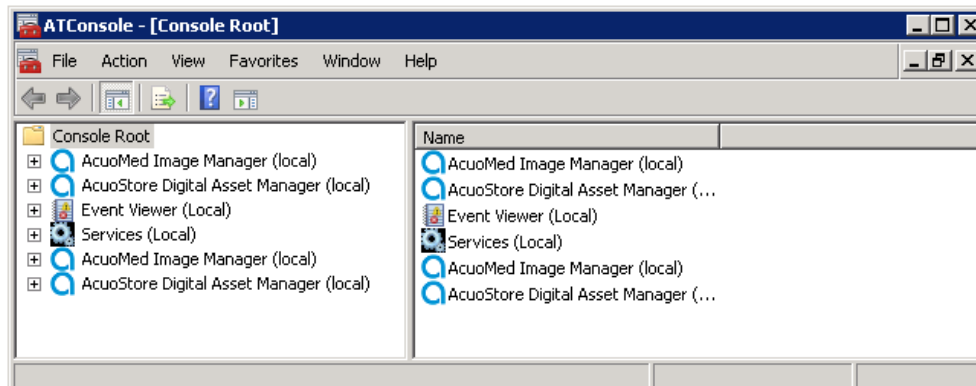 ATConsole - [Console Root]
File Action View Favorites Window Help
Console Root
AcuoMed Image Manager (local)
AcuoStore Digital Asset Manager (local)
Event Viewer (Local)
Services (Local)
AcuoMed Image Manager (local)
AcuoStore Digital Asset Manager (local)
Name
AcuoMed Image Manager (local)
AcuoStore Digital Asset Manager (...
Event Viewer (Local)
Services (Local)
AcuoMed Image Manager (local)
AcuoStore Digital Asset Manager (...